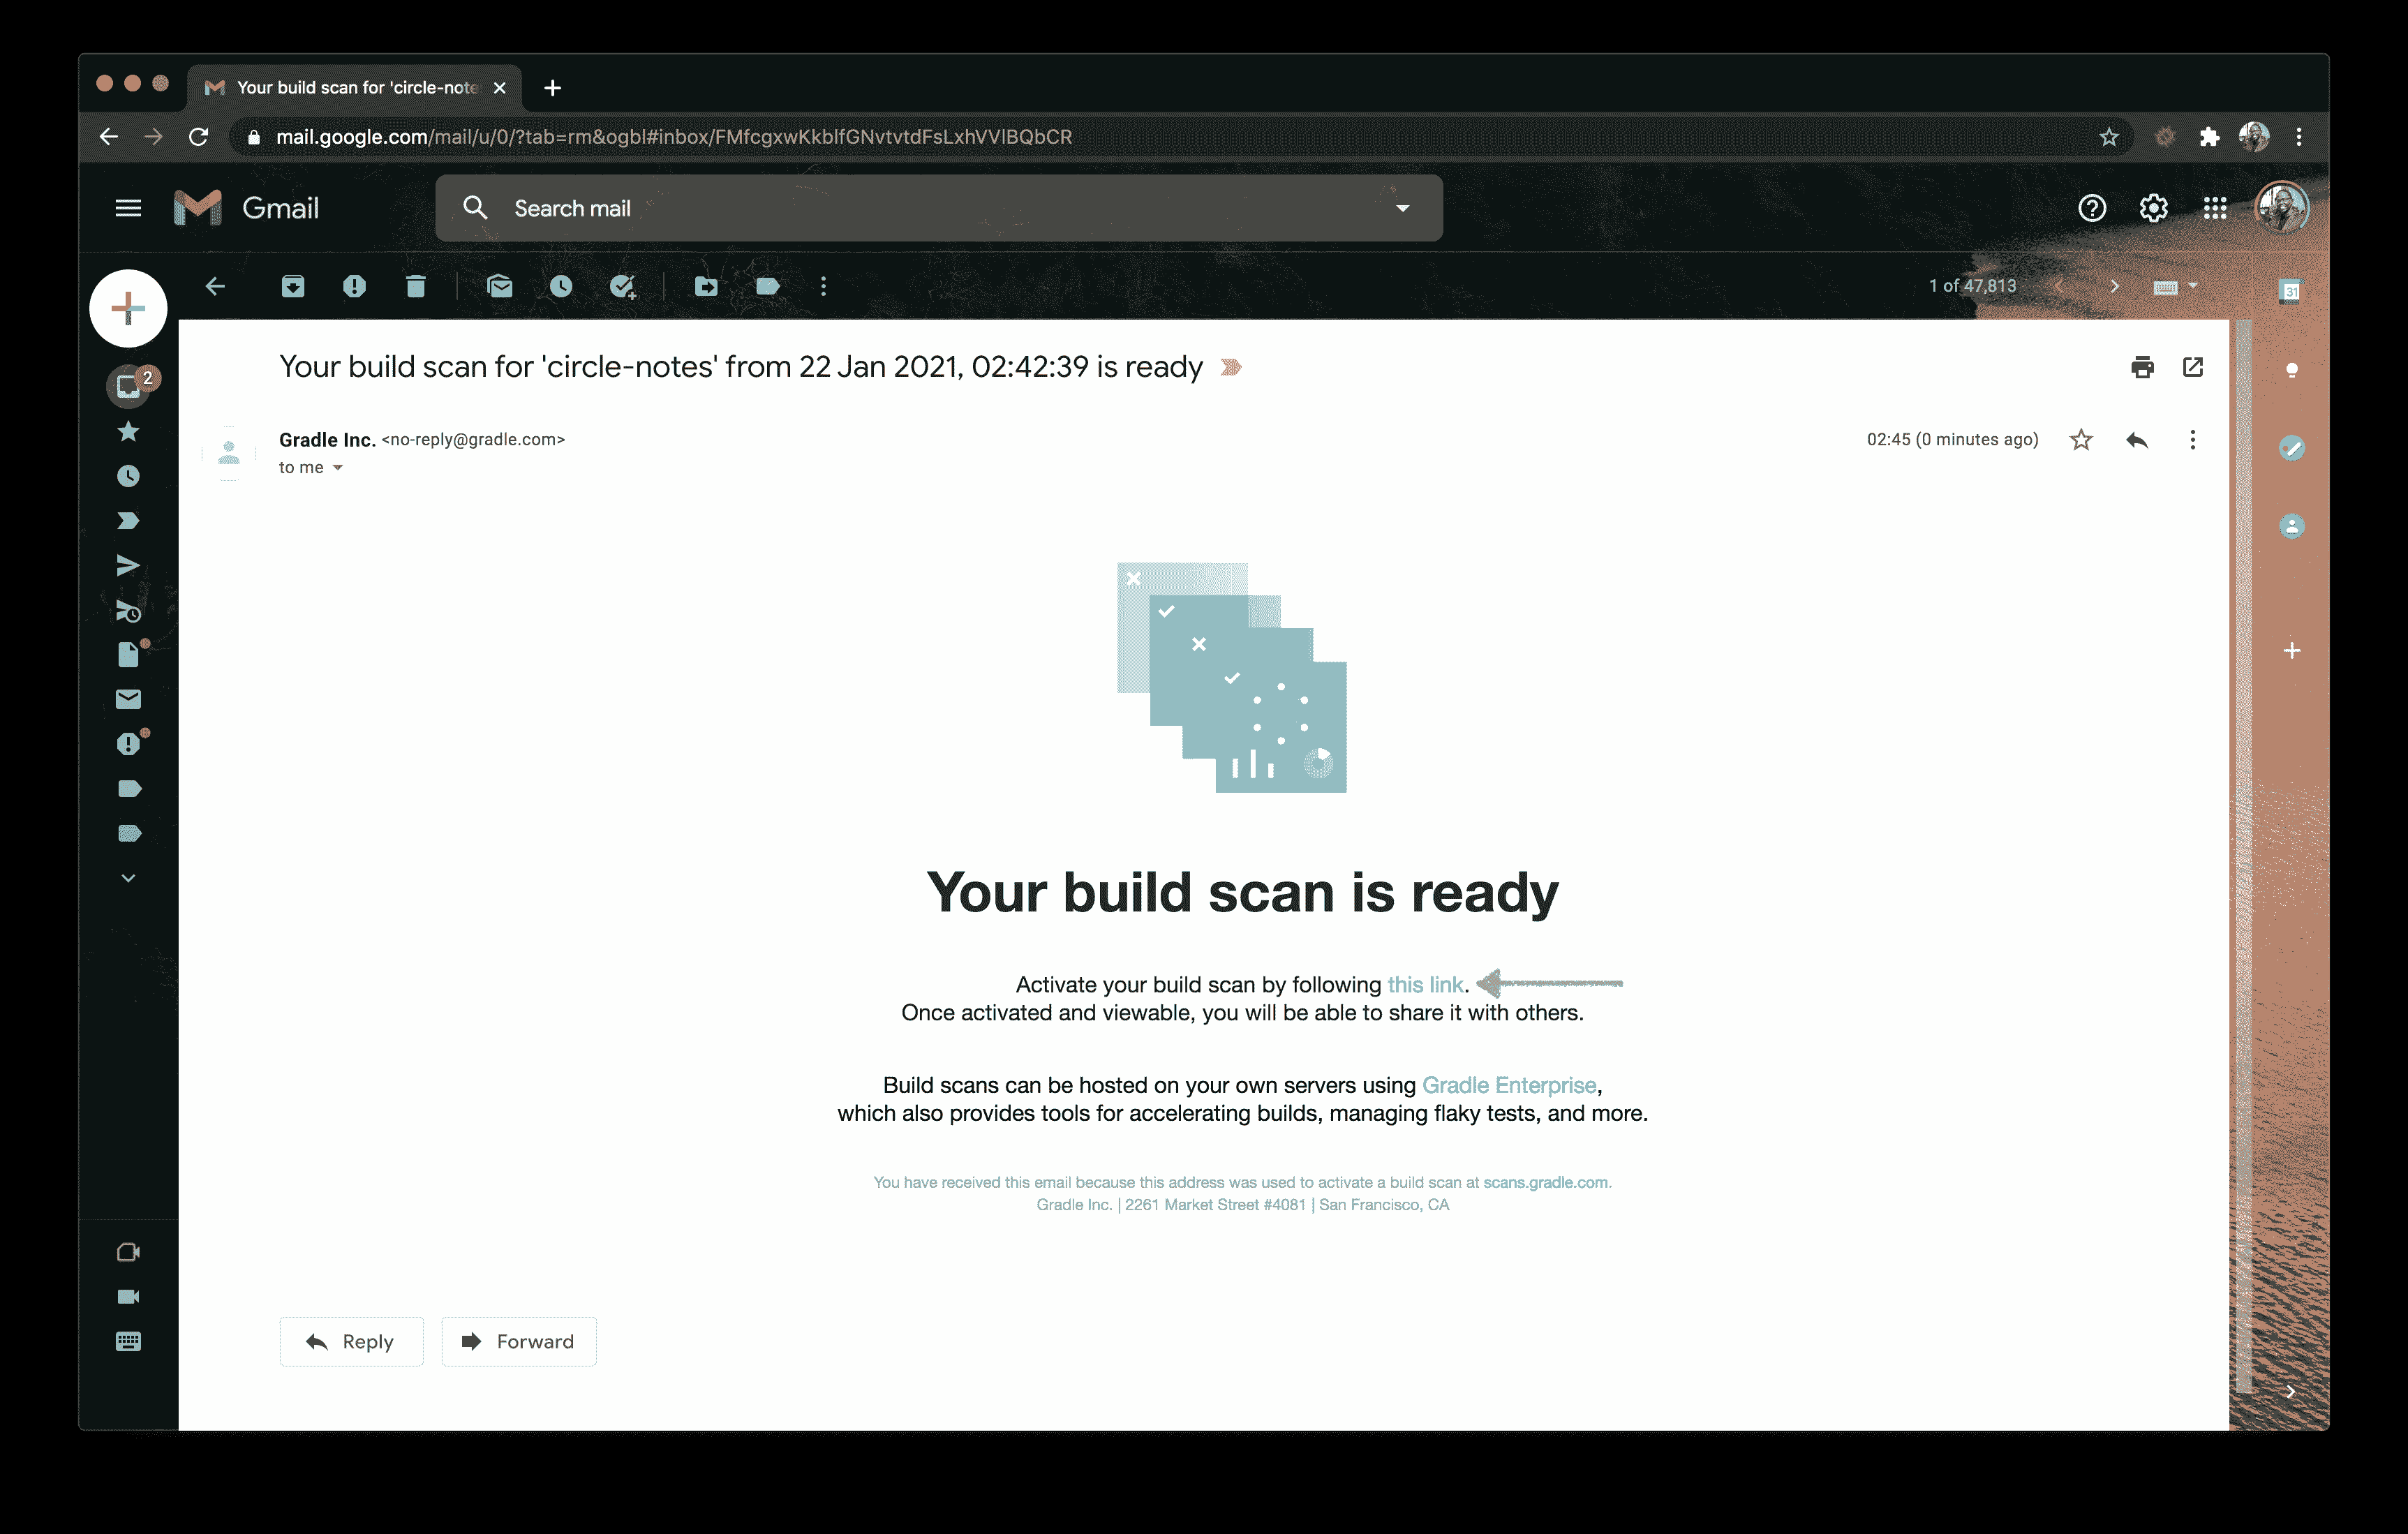 Your build scan for 'circle-note
mail.google.com/mail/u/0/?tab=rm&ogbl#inbox/FMfcgxwKkblfGNvtvtdFsLxhVVlBQbCR
Gmail
Search mail
1 of 47,813
31
2
Your build scan for 'circle-notes' from 22 Jan 2021, 02:42:39 is ready
Gradle Inc. <no-reply@gradle.com>
02:45 (0 minutes ago)
to me
Your build scan is ready
Activate your build scan by following this link.
Once activated and viewable, you will be able to share it with others.
Build scans can be hosted on your own servers using Gradle Enterprise,
which also provides tools for accelerating builds, managing flaky tests, and more.
You have received this email because this address was used to activate a build scan at scans.gradle.com.
Gradle Inc. | 2261 Market Street #4081 | San Francisco, CA
Reply
Forward